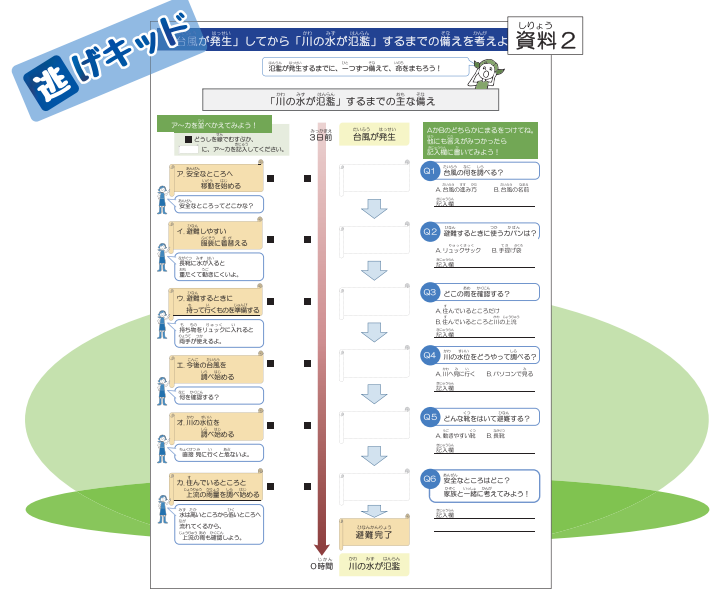 逃げキッド
資料2
台風が発生」してから「川の水が氾濫」するまでの備えを考えよ
氾濫が発生するまでに、一つずつ備えて、命をまもろう！
「川の水が氾濫」するまでの主な備え
ア～カを並べかえてみよう！
どうしを線でむすぶか、
に、ア～カを記入してください。
3日前
台風が発生
AかBのどちらかにまるをつけてね。
他にも答えがみつかったら
記入欄に書いてみよう！
ア.安全なところへ
移動を始める
安全なところってどこかな？
イ.避難しやすい
服装に着替える
長靴に水が入ると
重たくて動きにくいよ。
ウ.避難するときに
持って行くものを準備する
持ち物をリュックに入れると
両手が使えるよ。
エ.今後の台風を
調べ始める
何を確認する？
オ.川の水位を
調べ始める
直接 見に行くと危ないよ。
カ.住んでいるところと
上流の雨量を調べ始める
水は高いところから低いところへ
流れてくるから、
上流の雨も確認しよう。
避難完了
0時間
川の水が氾濫
Q1
台風の何を調べる？
A.台風の進み方 B.台風の名前
記入欄
Q2
避難するときに使うカバンは？
A.リュックサック B.手提げ袋
記入欄
Q3
どこの雨を確認する？
A.住んでいるところだけ
B.住んでいるところと川の上流
記入欄
Q4
川の水位をどうやって調べる？
A.川へ見に行く B.パソコンで見る
記入欄
Q5
どんな靴をはいて避難する？
A.動きやすい靴 B.長靴
記入欄
Q6
安全なところはどこ？
家族と一緒に考えてみよう！
記入欄